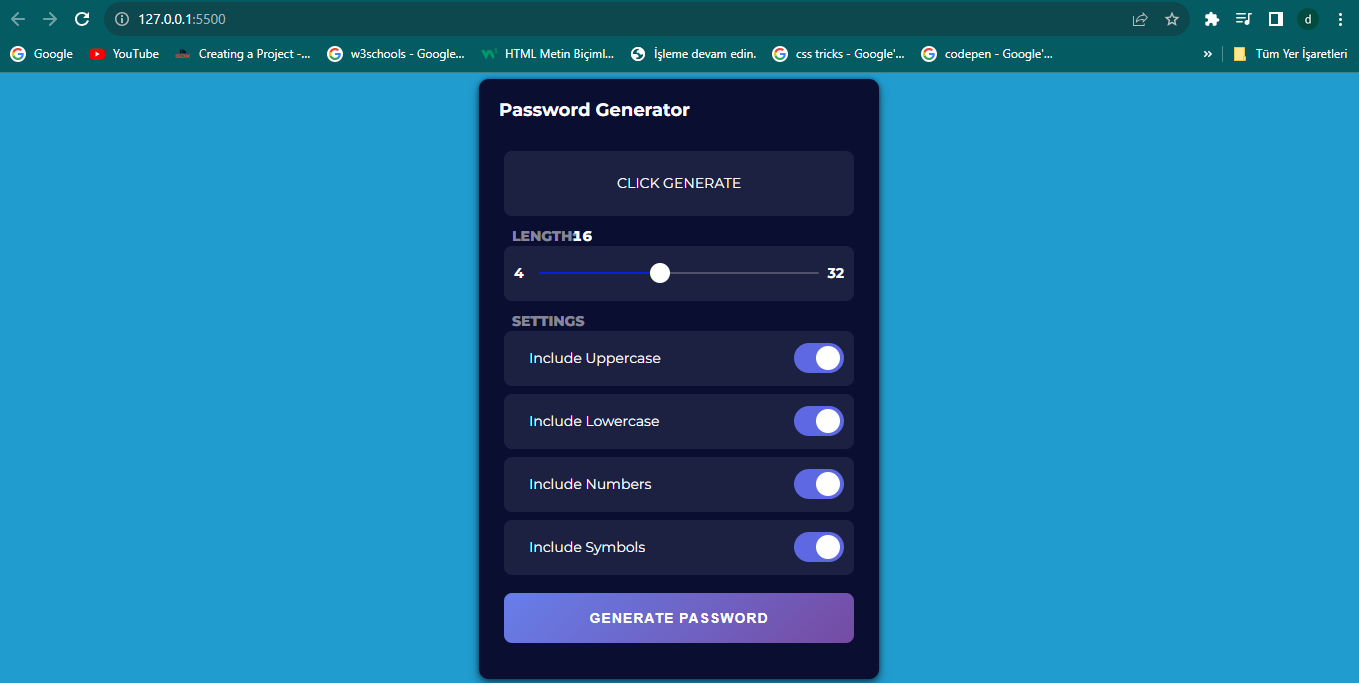 127.0.0.1:5500
d
Google YouTube Creating a Project -... w3schools - Google... HTML Metin Biçiml... İşleme devam edin. css tricks - Google'... codepen - Google'... » Tüm Yer İşaretleri
Password Generator
CLICK GENERATE
LENGTH:16
4 32
SETTINGS
Include Uppercase
Include Lowercase
Include Numbers
Include Symbols
GENERATE PASSWORD